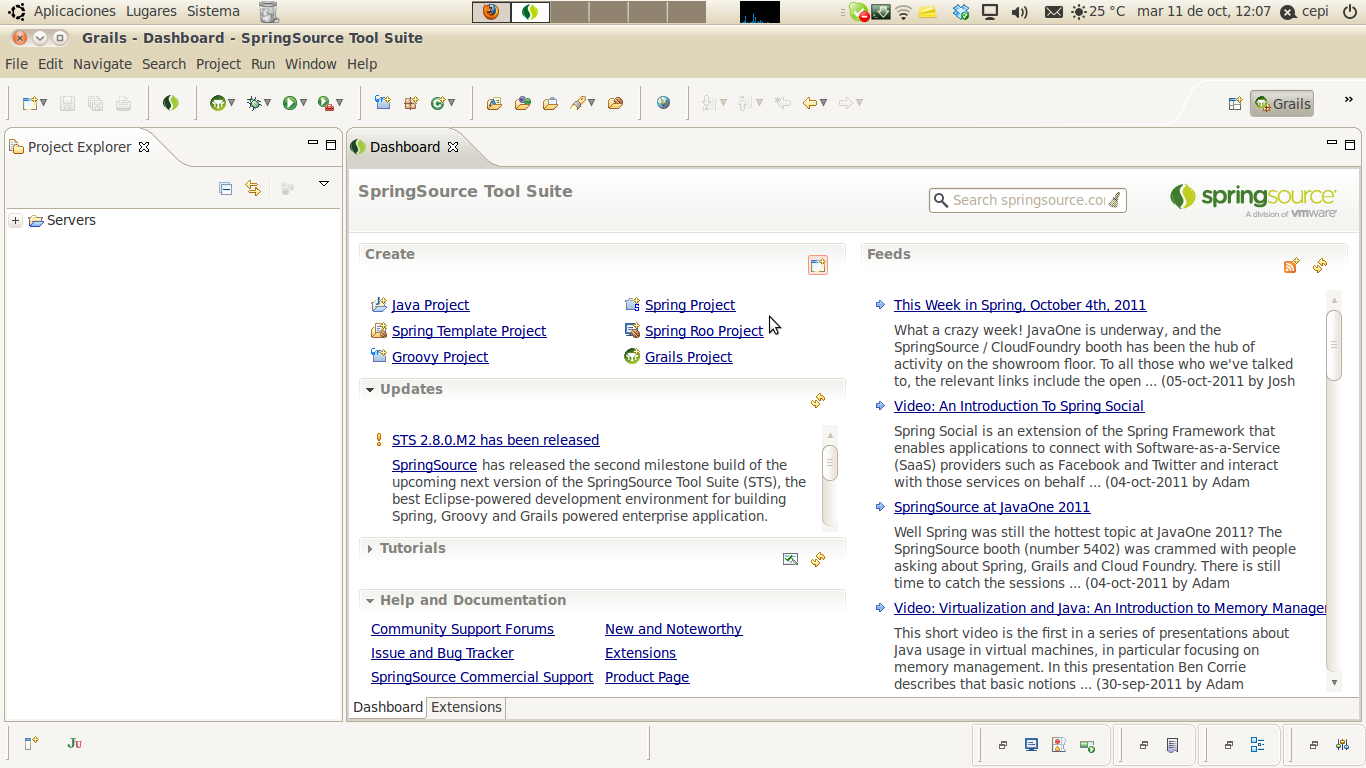 Aplicaciones Lugares Sistema
25 °C mar 11 de oct, 12:07 cepi
Grails - Dashboard - SpringSource Tool Suite
File Edit Navigate Search Project Run Window Help
Grails
Project Explorer
Servers
Dashboard
SpringSource Tool Suite
Search springsource.co
springsource
A division of vmware
Create
Java Project
Spring Project
Spring Template Project
Spring Roo Project
Groovy Project
Grails Project
Updates
STS 2.8.0.M2 has been released
SpringSource has released the second milestone build of the
upcoming next version of the SpringSource Tool Suite (STS), the
best Eclipse-powered development environment for building
Spring, Groovy and Grails powered enterprise application.
Tutorials
Help and Documentation
Community Support Forums
New and Noteworthy
Issue and Bug Tracker
Extensions
SpringSource Commercial Support
Product Page
Feeds
This Week in Spring, October 4th, 2011
What a crazy week! JavaOne is underway, and the
SpringSource / CloudFoundry booth has been the hub of
activity on the showroom floor. To all those who we've talked
to, the relevant links include the open ... (05-oct-2011 by Josh
Video: An Introduction To Spring Social
Spring Social is an extension of the Spring Framework that
enables applications to connect with Software-as-a-Service
(SaaS) providers such as Facebook and Twitter and interact
with those services on behalf ... (04-oct-2011 by Adam
SpringSource at JavaOne 2011
Well Spring was still the hottest topic at JavaOne 2011? The
SpringSource booth (number 5402) was crammed with people
asking about Spring, Grails and Cloud Foundry. There is still
time to catch the sessions ... (04-oct-2011 by Adam
Video: Virtualization and Java: An Introduction to Memory Manager
This short video is the first in a series of presentations about
Java usage in virtual machines, in particular focusing on
memory management. In this presentation Ben Corrie
describes that basic notions ... (30-sep-2011 by Adam
Dashboard Extensions
JU